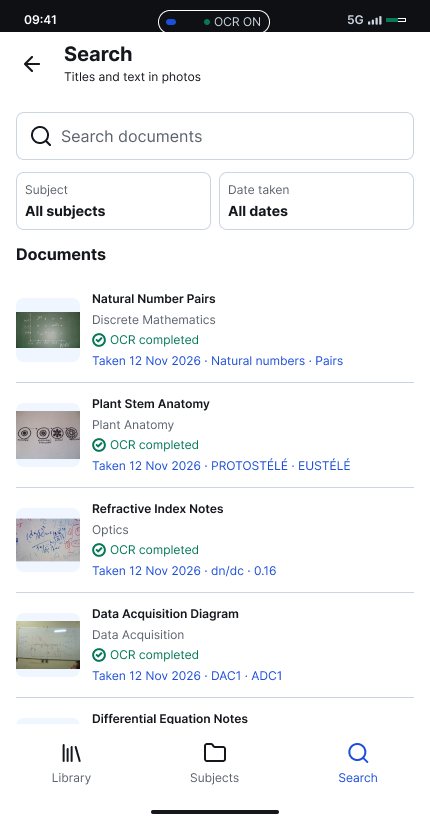 09:41
OCR ON
5G
Search
Titles and text in photos
Search documents
Subject
All subjects
Date taken
All dates
Documents
Natural Number Pairs
Discrete Mathematics
OCR completed
Taken 12 Nov 2026 · Natural numbers · Pairs
Plant Stem Anatomy
Plant Anatomy
OCR completed
Taken 12 Nov 2026 · PROTOSTÉLÉ · EUSTÉLÉ
Refractive Index Notes
Optics
OCR completed
Taken 12 Nov 2026 · dn/dc · 0.16
Data Acquisition Diagram
Data Acquisition
OCR completed
Taken 12 Nov 2026 · DAC1 · ADC1
Differential Equation Notes
Library
Subjects
Search